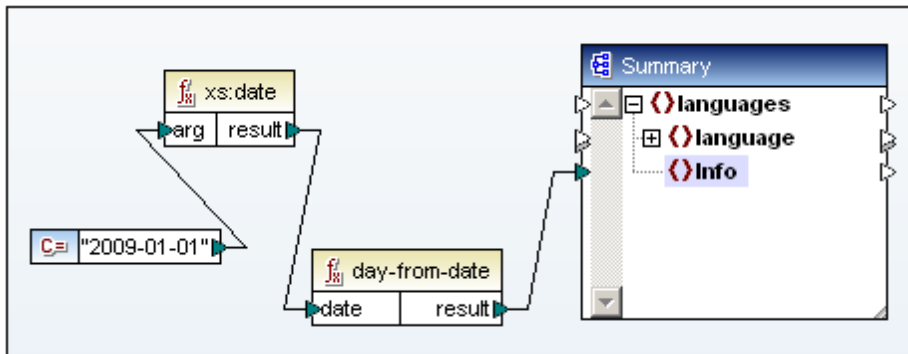 Summary
xs:date
languages
arg result
language
Info
C= "2009-01-01"
day-from-date
date result